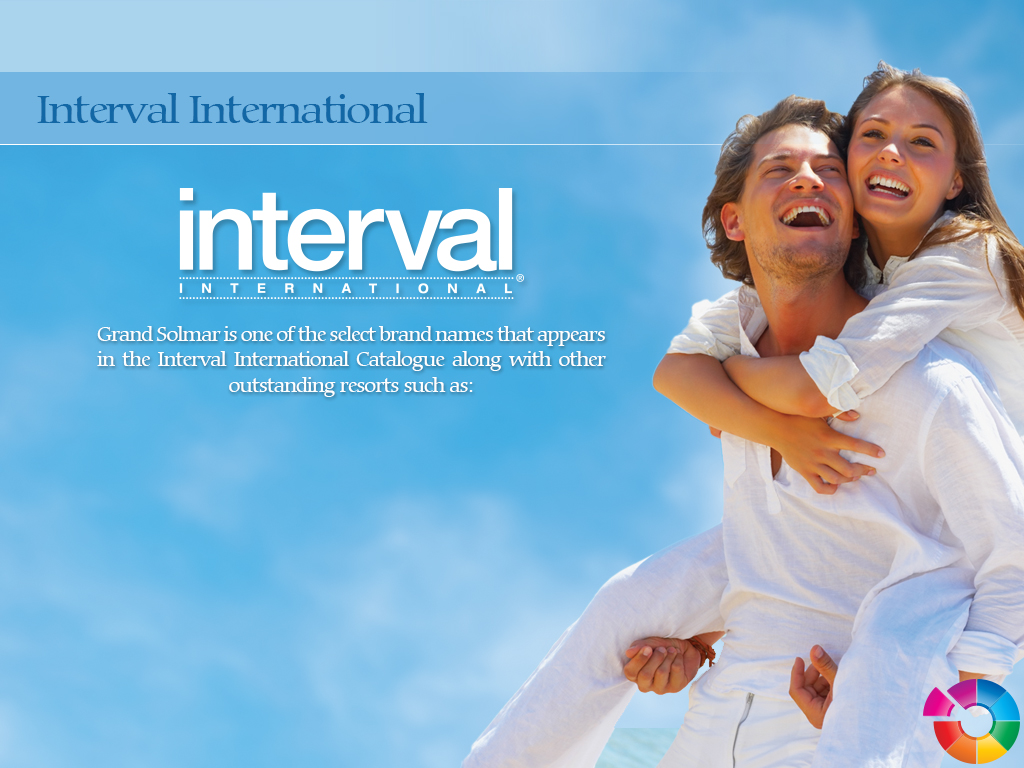 Interval International
interval
INTERNATIONAL®
Grand Solmar is one of the select brand names that appears
in the Interval International Catalogue along with other
outstanding resorts such as: